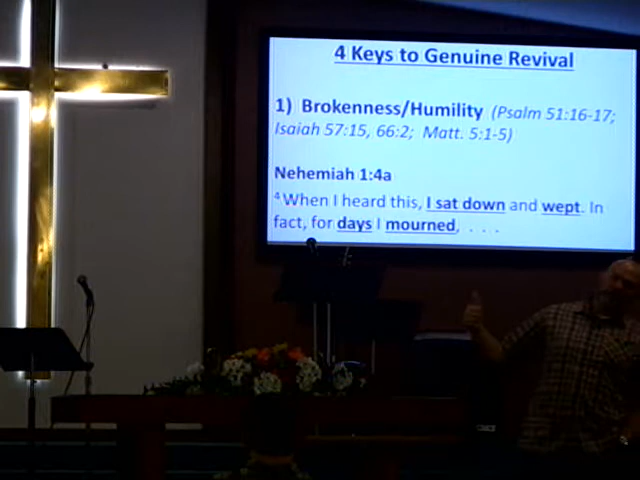 4 Keys to Genuine Revival
1) Brokenness/Humility (Psalm 51:16-17;
Isaiah 57:15, 66:2; Matt. 5:1-5)
Nehemiah 1:4a
4 When I heard this, I sat down and wept. In
fact, for days I mourned, . . .